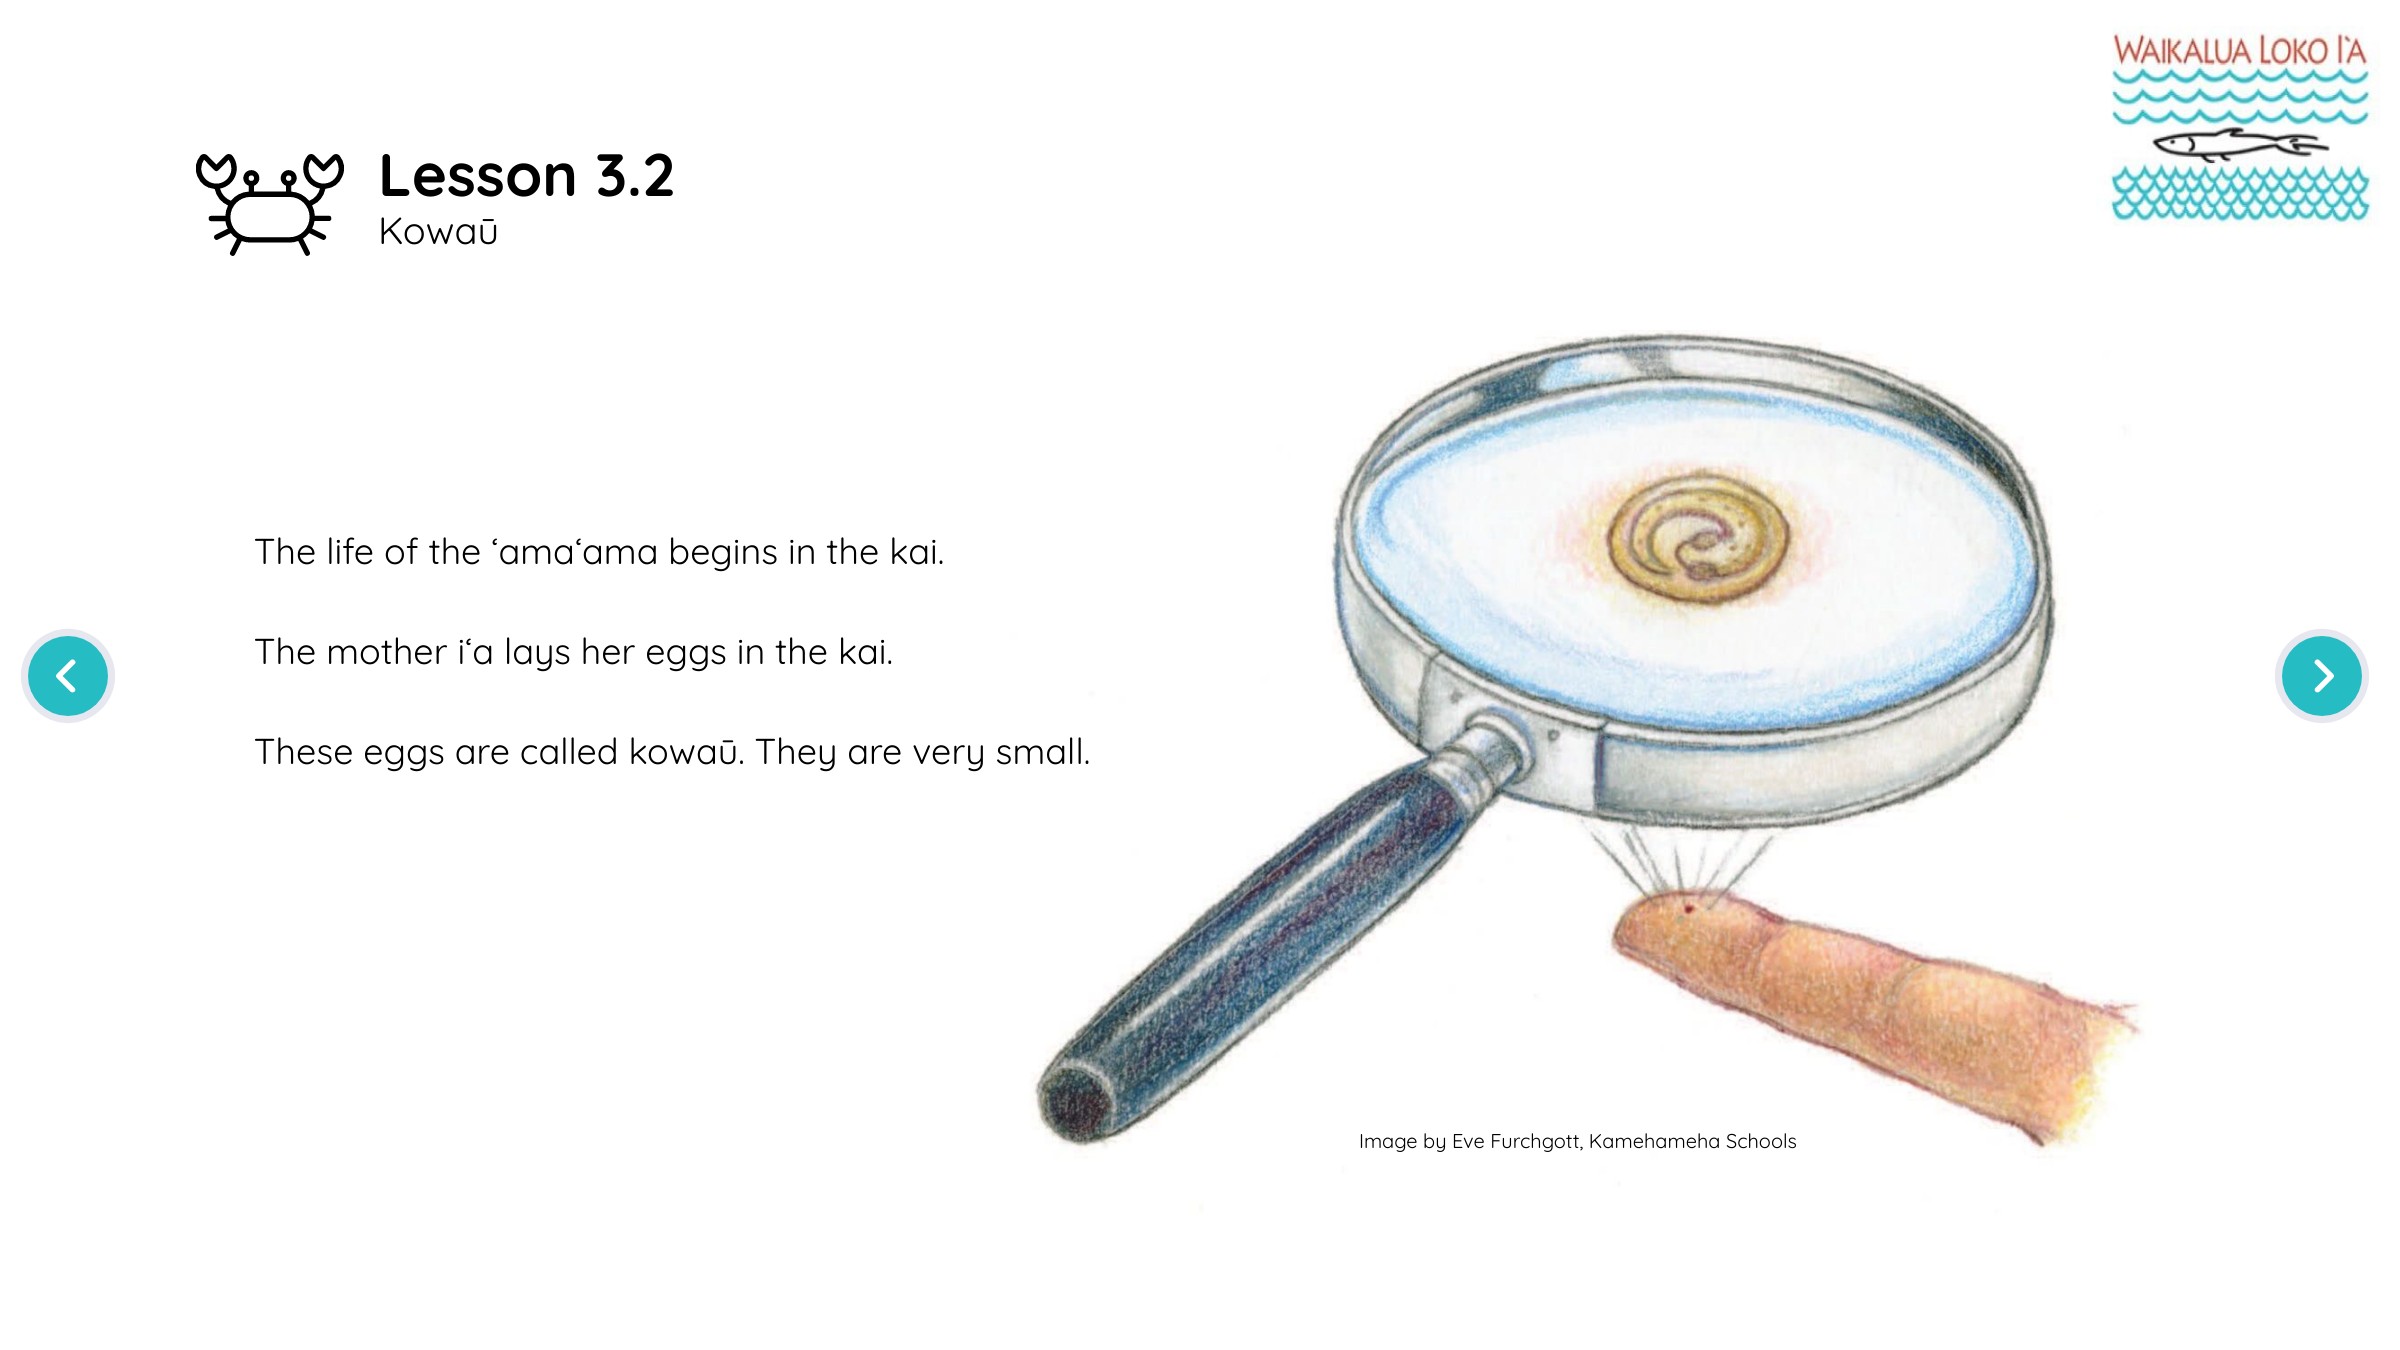 WAIKALUA LOKO I'A
Lesson 3.2
Kowaū
The life of the ʻamaʻama begins in the kai.
The mother iʻa lays her eggs in the kai.
These eggs are called kowaū. They are very small.
Image by Eve Furchgott, Kamehameha Schools